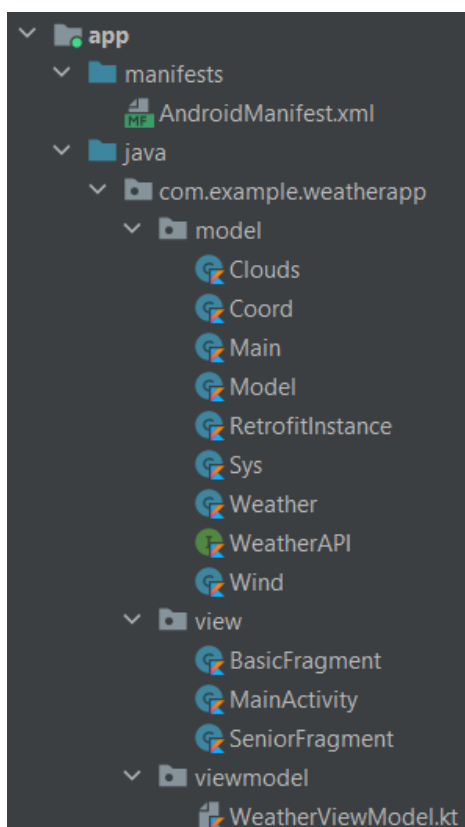 app
manifests
MF AndroidManifest.xml
java
com.example.weatherapp
model
Clouds
Coord
Main
Model
RetrofitInstance
Sys
Weather
WeatherAPI
Wind
view
BasicFragment
MainActivity
SeniorFragment
viewmodel
WeatherViewModel.kt